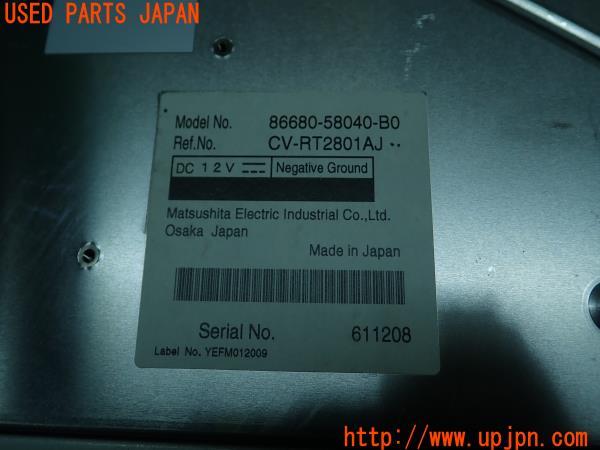 USED PARTS JAPAN
Model No. 86680-58040-B0
Ref.No. CV-RT2801AJ ··
DC 12V Negative Ground
Matsushita Electric Industrial Co.,Ltd.
Osaka Japan
Made in Japan
Serial No. 611208
Label No. YEFM012009
UPJ
http://www.upjpn.com